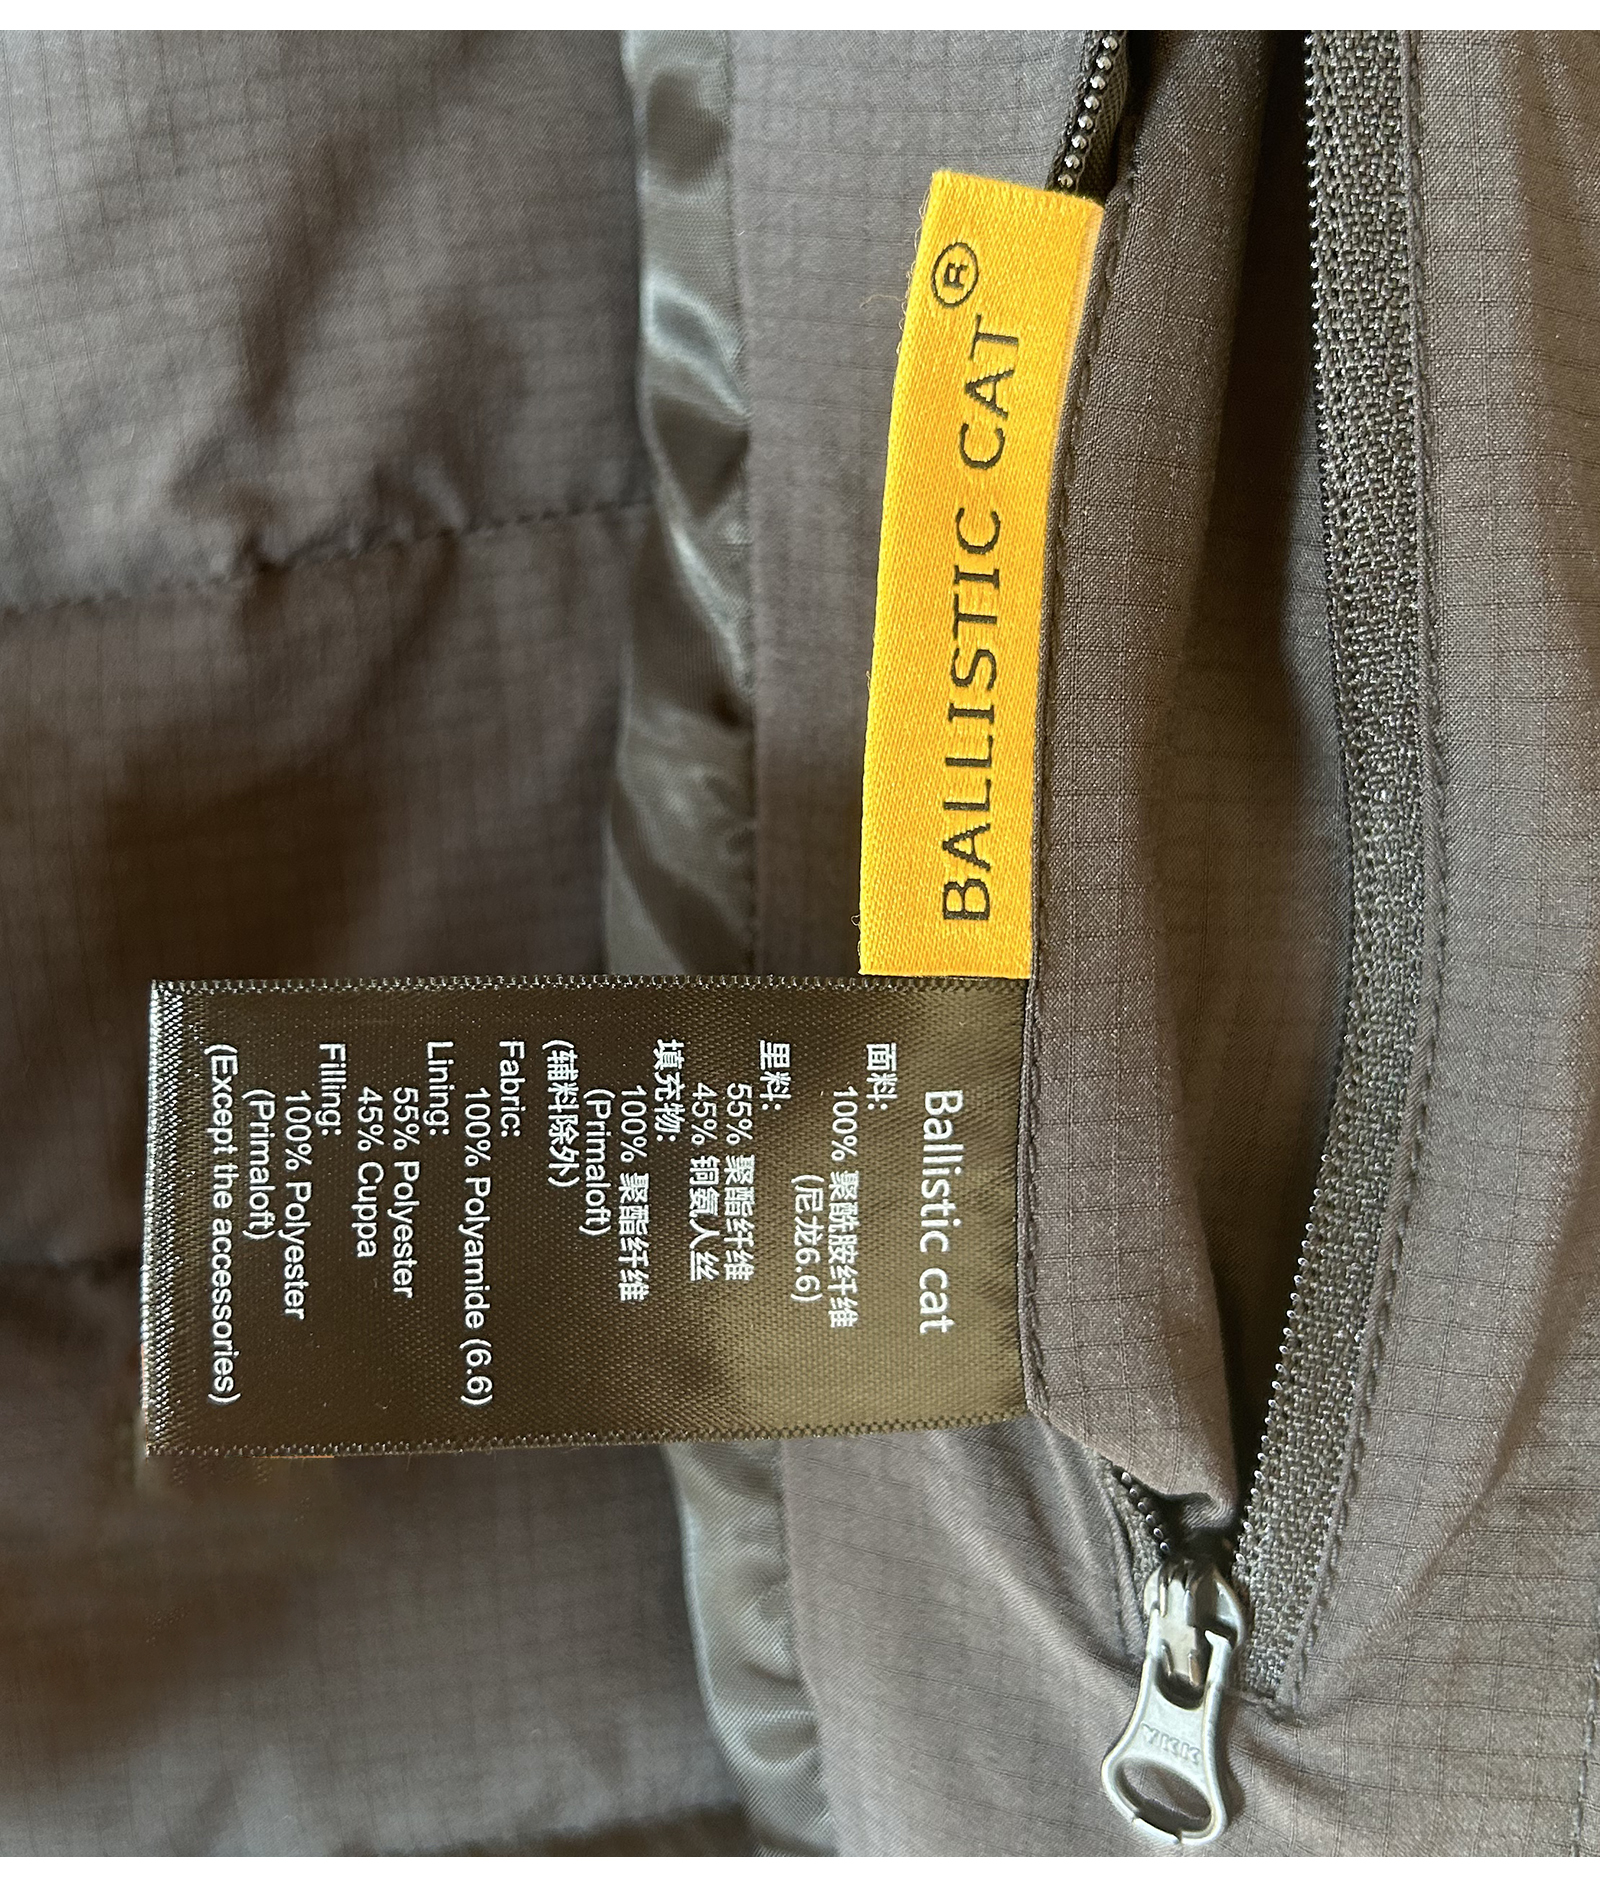 BALLISTIC CAT®
Ballistic cat
面料:
100% 聚酰胺纤维
(尼龙6.6)
里料:
55% 聚酯纤维
45% 铜氨人丝
填充物:
100% 聚酯纤维
(Primaloft)
(辅料除外)
Fabric:
100% Polyamide (6.6)
Lining:
55% Polyester
45% Cuppa
Filling:
100% Polyester
(Primaloft)
(Except the accessories)
YKK